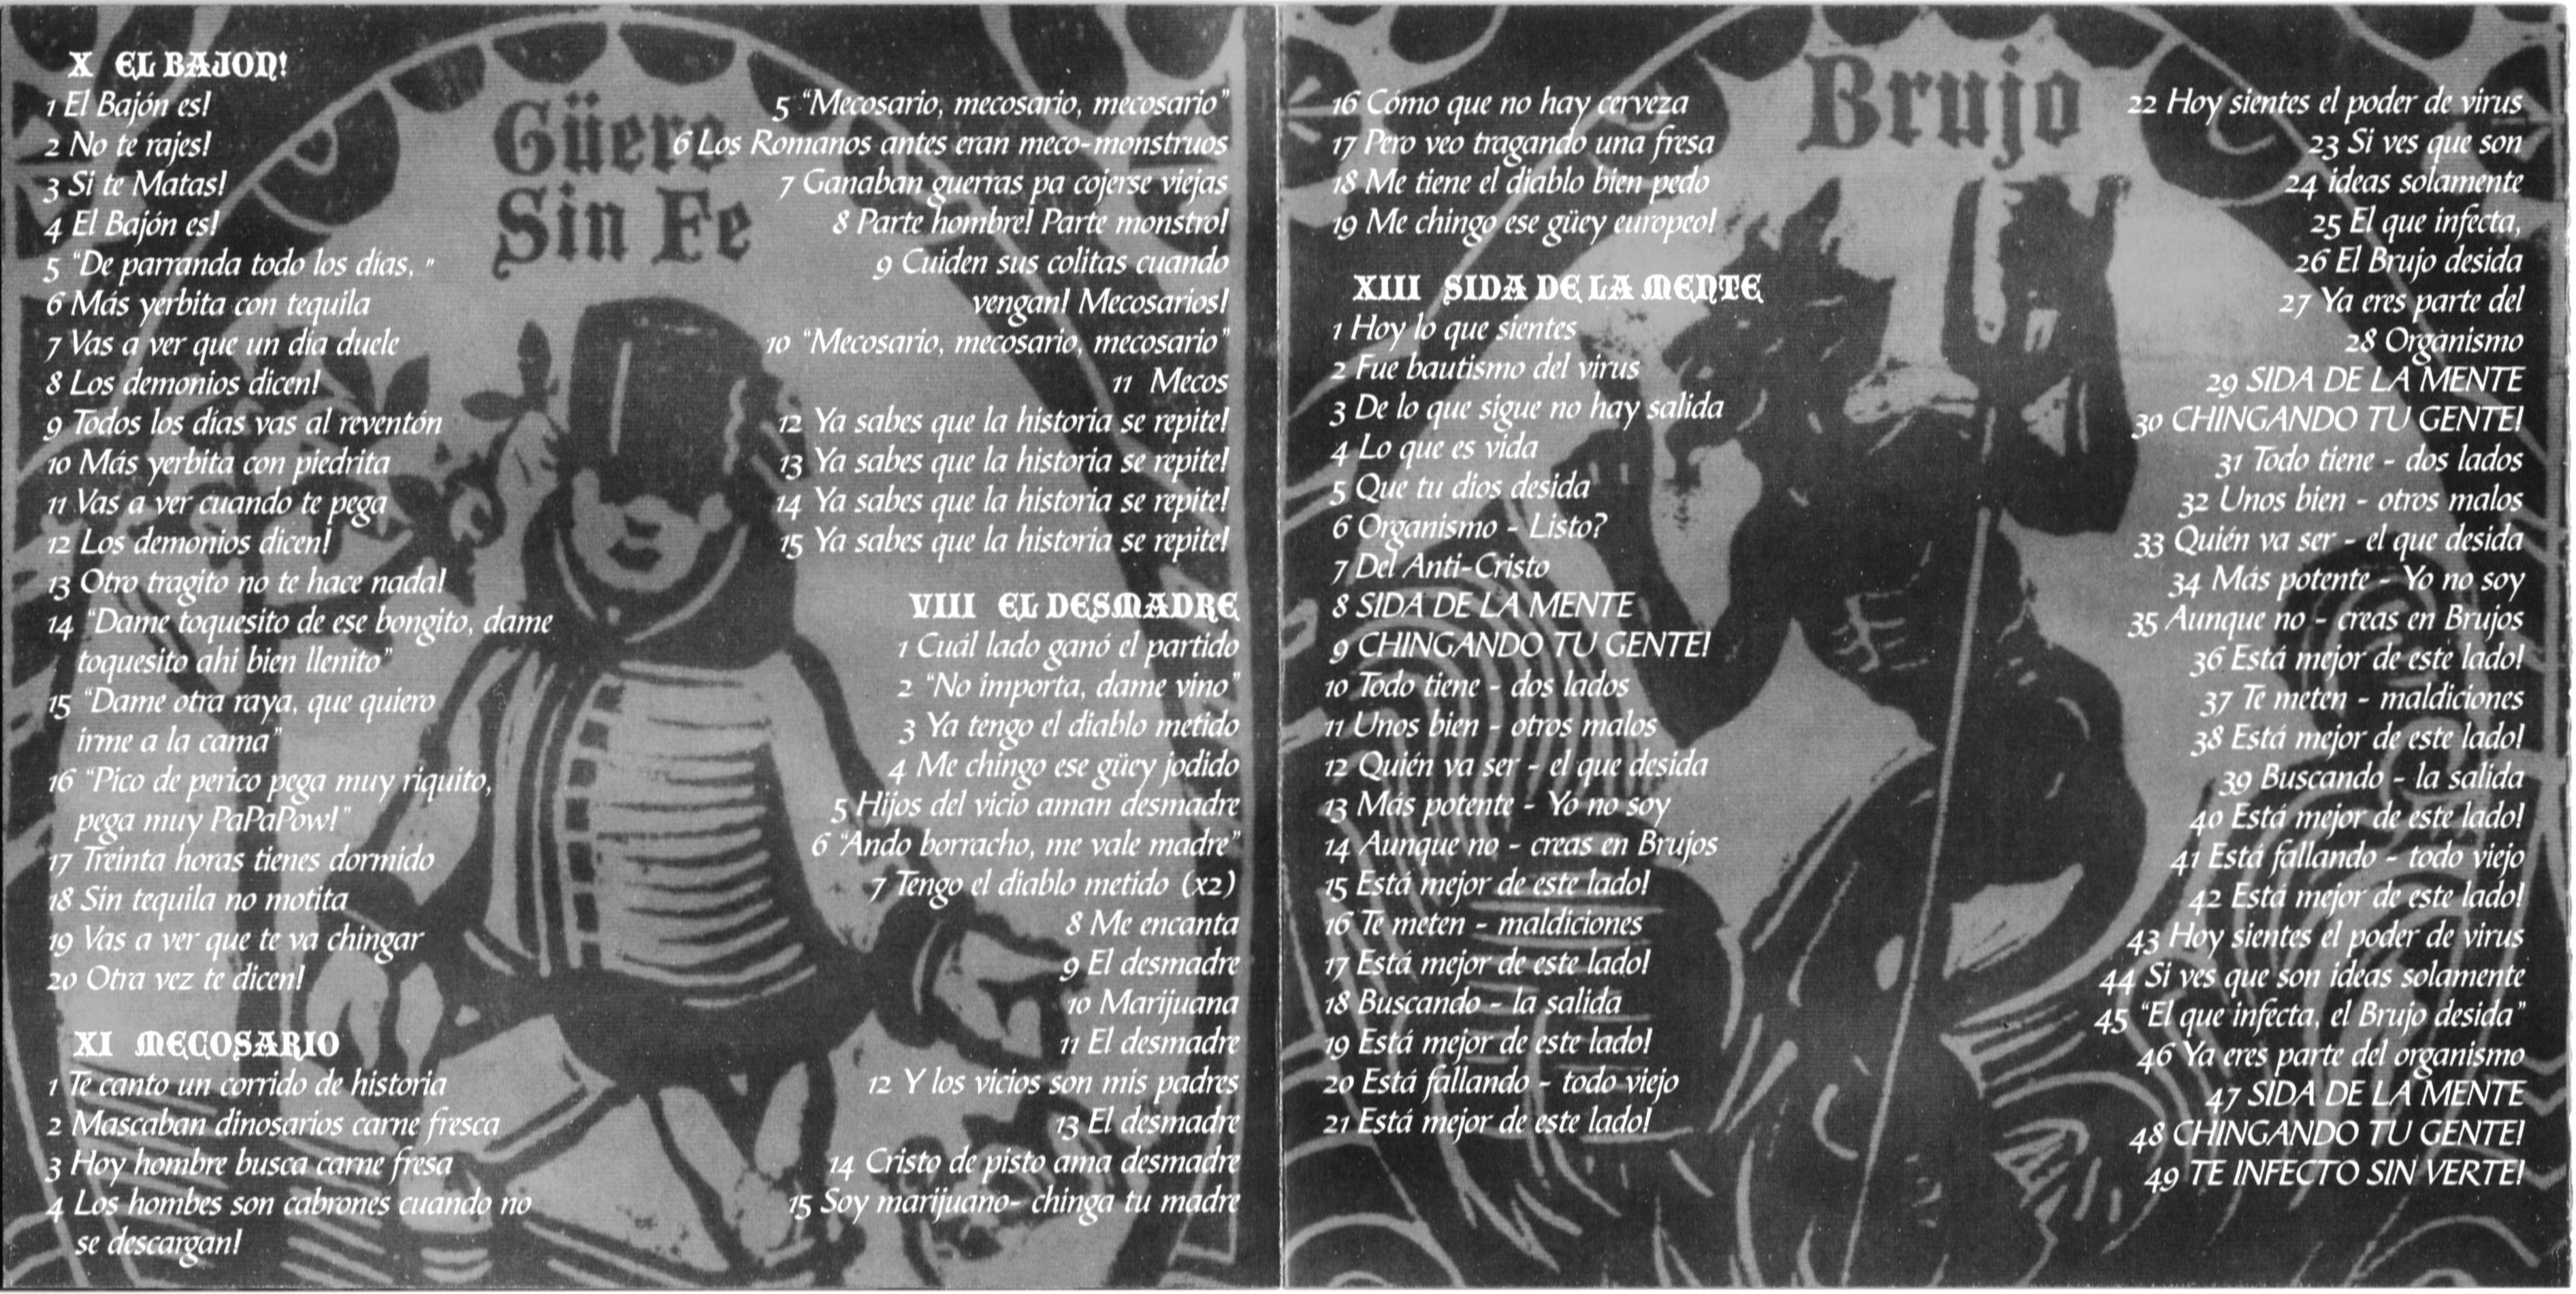 X EL BAJON!
1 El Bajón es!
2 No te rajes!
3 Si te Matas!
4 El Bajón es!
5 “De parranda todo los dias, ”
6 Más yerbita con tequila
7 Vas a ver que un dia duele
8 Los demonios dicen!
9 Todos los días vas al reventón
10 Más yerbita con piedrita
11 Vas a ver cuando te pega
12 Los demonios dicen!
13 Otro tragito no te hace nada!
14 “Dame toquesito de ese bongito, dame
toquesito ahi bien llenito”
15 “Dame otra raya, que quiero
irme a la cama”
16 “Pico de perico pega muy riquito,
pega muy PaPaPow!”
17 Treinta horas tienes dormido
18 Sin tequila no motita
19 Vas a ver que te va chingar
20 Otra vez te dicen!
XI MECOSARIO
1 Te canto un corrido de historia
2 Mascaban dinosarios carne fresca
3 Hoy hombre busca carne fresa
4 Los hombes son cabrones cuando no
se descargan!
Güero
Sin Fe
5 “Mecosario, mecosario, mecosario”
6 Los Romanos antes eran meco-monstruos
7 Ganaban guerras pa cojerse viejas
8 Parte hombre! Parte monstro!
9 Cuiden sus colitas cuando
vengan! Mecosarios!
10 “Mecosario, mecosario, mecosario”
11 Mecos
12 Ya sabes que la historia se repite!
13 Ya sabes que la historia se repite!
14 Ya sabes que la historia se repite!
15 Ya sabes que la historia se repite!
VIII EL DESMADRE
1 Cuál lado ganó el partido
2 “No importa, dame vino”
3 Ya tengo el diablo metido
4 Me chingo ese güey jodido
5 Hijos del vicio aman desmadre
6 “Ando borracho, me vale madre”
7 Tengo el diablo metido (x2)
8 Me encanta
9 El desmadre
10 Marijuana
11 El desmadre
12 Y los vicios son mis padres
13 El desmadre
14 Cristo de pisto ama desmadre
15 Soy marijuano- chinga tu madre
Brujo
16 Cómo que no hay cerveza
17 Pero veo tragando una fresa
18 Me tiene el diablo bien pedo
19 Me chingo ese güey europeo!
XIII SIDA DE LA MENTE
1 Hoy lo que sientes
2 Fue bautismo del virus
3 De lo que sigue no hay salida
4 Lo que es vida
5 Que tu dios desida
6 Organismo - Listo?
7 Del Anti-Cristo
8 SIDA DE LA MENTE
9 CHINGANDO TU GENTE!
10 Todo tiene - dos lados
11 Unos bien - otros malos
12 Quién va ser - el que desida
13 Más potente - Yo no soy
14 Aunque no - creas en Brujos
15 Está mejor de este lado!
16 Te meten - maldiciones
17 Está mejor de este lado!
18 Buscando - la salida
19 Está mejor de este lado!
20 Está fallando - todo viejo
21 Está mejor de este lado!
22 Hoy sientes el poder de virus
23 Si ves que son
24 ideas solamente
25 El que infecta,
26 El Brujo desida
27 Ya eres parte del
28 Organismo
29 SIDA DE LA MENTE
30 CHINGANDO TU GENTE!
31 Todo tiene - dos lados
32 Unos bien - otros malos
33 Quién va ser - el que desida
34 Más potente - Yo no soy
35 Aunque no - creas en Brujos
36 Está mejor de este lado!
37 Te meten - maldiciones
38 Está mejor de este lado!
39 Buscando - la salida
40 Está mejor de este lado!
41 Está fallando - todo viejo
42 Está mejor de este lado!
43 Hoy sientes el poder de virus
44 Si ves que son ideas solamente
45 “El que infecta, el Brujo desida”
46 Ya eres parte del organismo
47 SIDA DE LA MENTE
48 CHINGANDO TU GENTE!
49 TE INFECTO SIN VERTE!